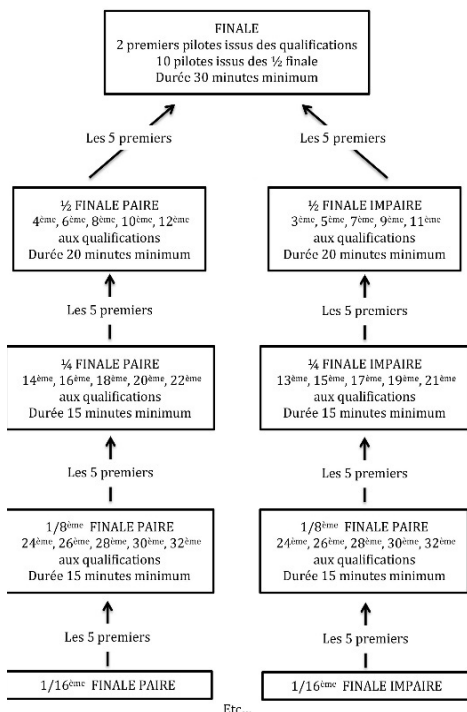 FINALE
2 premiers pilotes issus des qualifications
10 pilotes issus des ½ finale
Durée 30 minutes minimum
Les 5 premiers
Les 5 premiers
½ FINALE PAIRE
4ème, 6ème, 8ème, 10ème, 12ème
aux qualifications
Durée 20 minutes minimum
½ FINALE IMPAIRE
3ème, 5ème, 7ème, 9ème, 11ème
aux qualifications
Durée 20 minutes minimum
Les 5 premiers
Les 5 premiers
¼ FINALE PAIRE
14ème, 16ème, 18ème, 20ème, 22ème
aux qualifications
Durée 15 minutes minimum
¼ FINALE IMPAIRE
13ème, 15ème, 17ème, 19ème, 21ème
aux qualifications
Durée 15 minutes minimum
Les 5 premiers
Les 5 premiers
1/8ème FINALE PAIRE
24ème, 26ème, 28ème, 30ème, 32ème
aux qualifications
Durée 15 minutes minimum
1/8ème FINALE PAIRE
24ème, 26ème, 28ème, 30ème, 32ème
aux qualifications
Durée 15 minutes minimum
Les 5 premiers
Les 5 premiers
1/16ème FINALE PAIRE
1/16ème FINALE IMPAIRE
Etc...